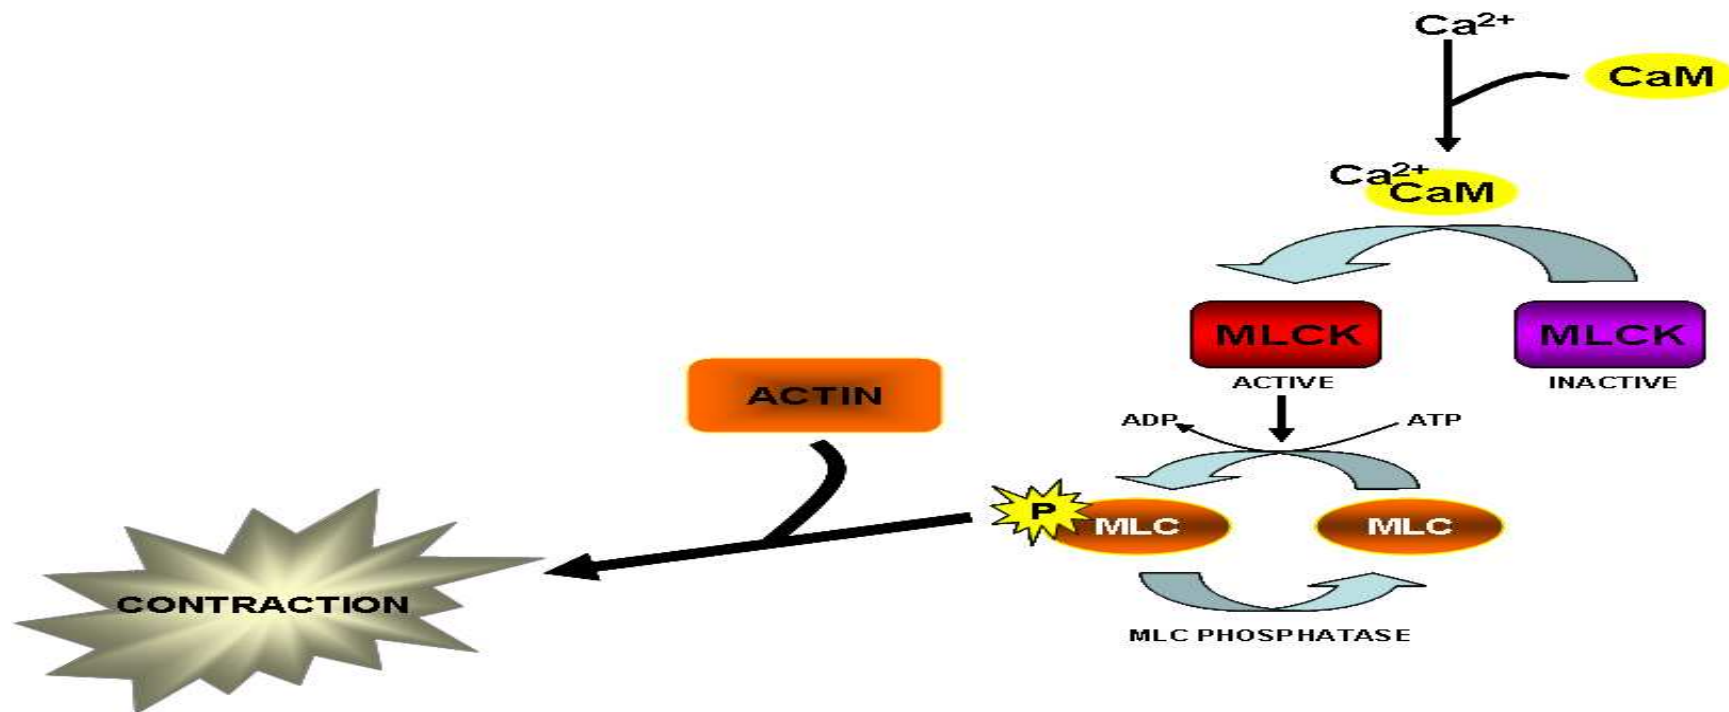 Ca²⁺
CaM
Ca²⁺
CaM
MLCK
MLCK
ACTIVE
INACTIVE
ACTIN
ADP
ATP
P
MLC
MLC
CONTRACTION
MLC PHOSPHATASE